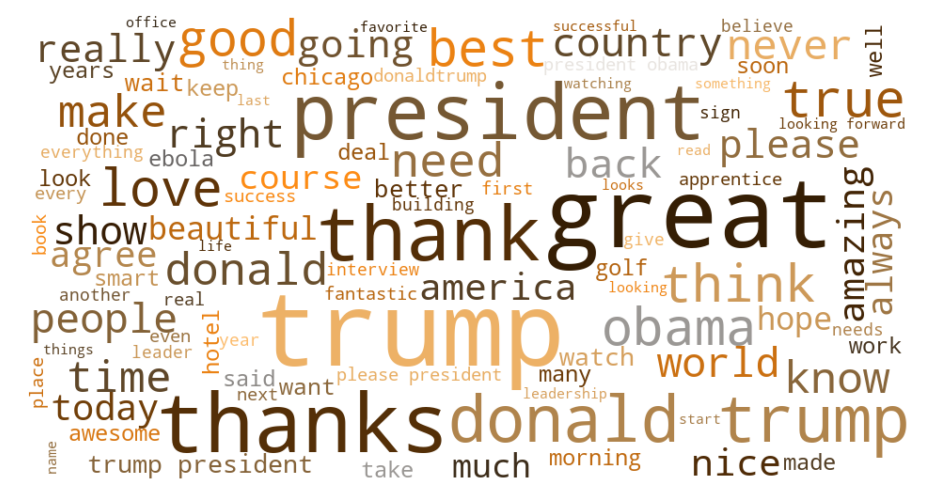 office
favorite
successful
believe
really
good
going
best
country
never
well
years
thing
wait
keep
chicago
donaldtrump
president obama
soon
last
watching
something
make
president
true
done
right
sign
looking forward
everything
ebola
deal
need
back
read
please
look
love
course
better
first
looks
apprentice
every
success
building
book
show
beautiful
thank
great
amazing
always
agree
life
give
smart
donald
interview
golf
think
another
real
fantastic
america
looking
people
trump
obama
hope
needs
even
hotel
year
things
leader
watch
work
place
time
said
want
please president
many
world
know
next
leadership
today
thanks
donald trump
start
awesome
name
trump president
take
much
morning
nice
made